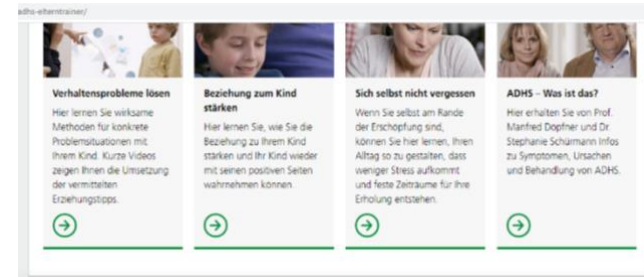 adhs-elterntrainer/
Verhaltensprobleme lösen
Hier lernen Sie wirksame
Methoden für konkrete
Problemsituationen mit
Ihrem Kind. Kurze Videos
zeigen Ihnen die Umsetzung
der vermittelten
Erziehungstipps.
Beziehung zum Kind
stärken
Hier lernen Sie, wie Sie die
Beziehung zu Ihrem Kind
stärken und Ihr Kind wieder
mit seinen positiven Seiten
wahrnehmen können.
Sich selbst nicht vergessen
Wenn Sie selbst am Rande
der Erschöpfung sind,
können Sie hier lernen, Ihren
Alltag so zu gestalten, dass
weniger Stress aufkommt
und feste Zeiträume für Ihre
Erholung entstehen.
ADHS – Was ist das?
Hier erhalten Sie von Prof.
Manfred Döpfner und Dr.
Stephanie Schürmann Infos
zu Symptomen, Ursachen
und Behandlung von ADHS.